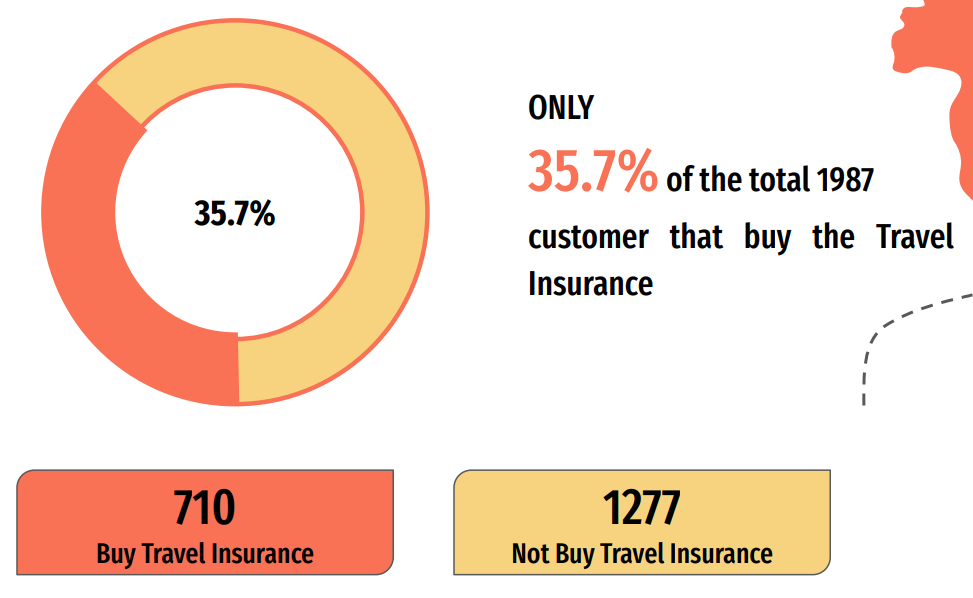 35.7%
ONLY
35.7% of the total 1987
customer that buy the Travel
Insurance
710
Buy Travel Insurance
1277
Not Buy Travel Insurance